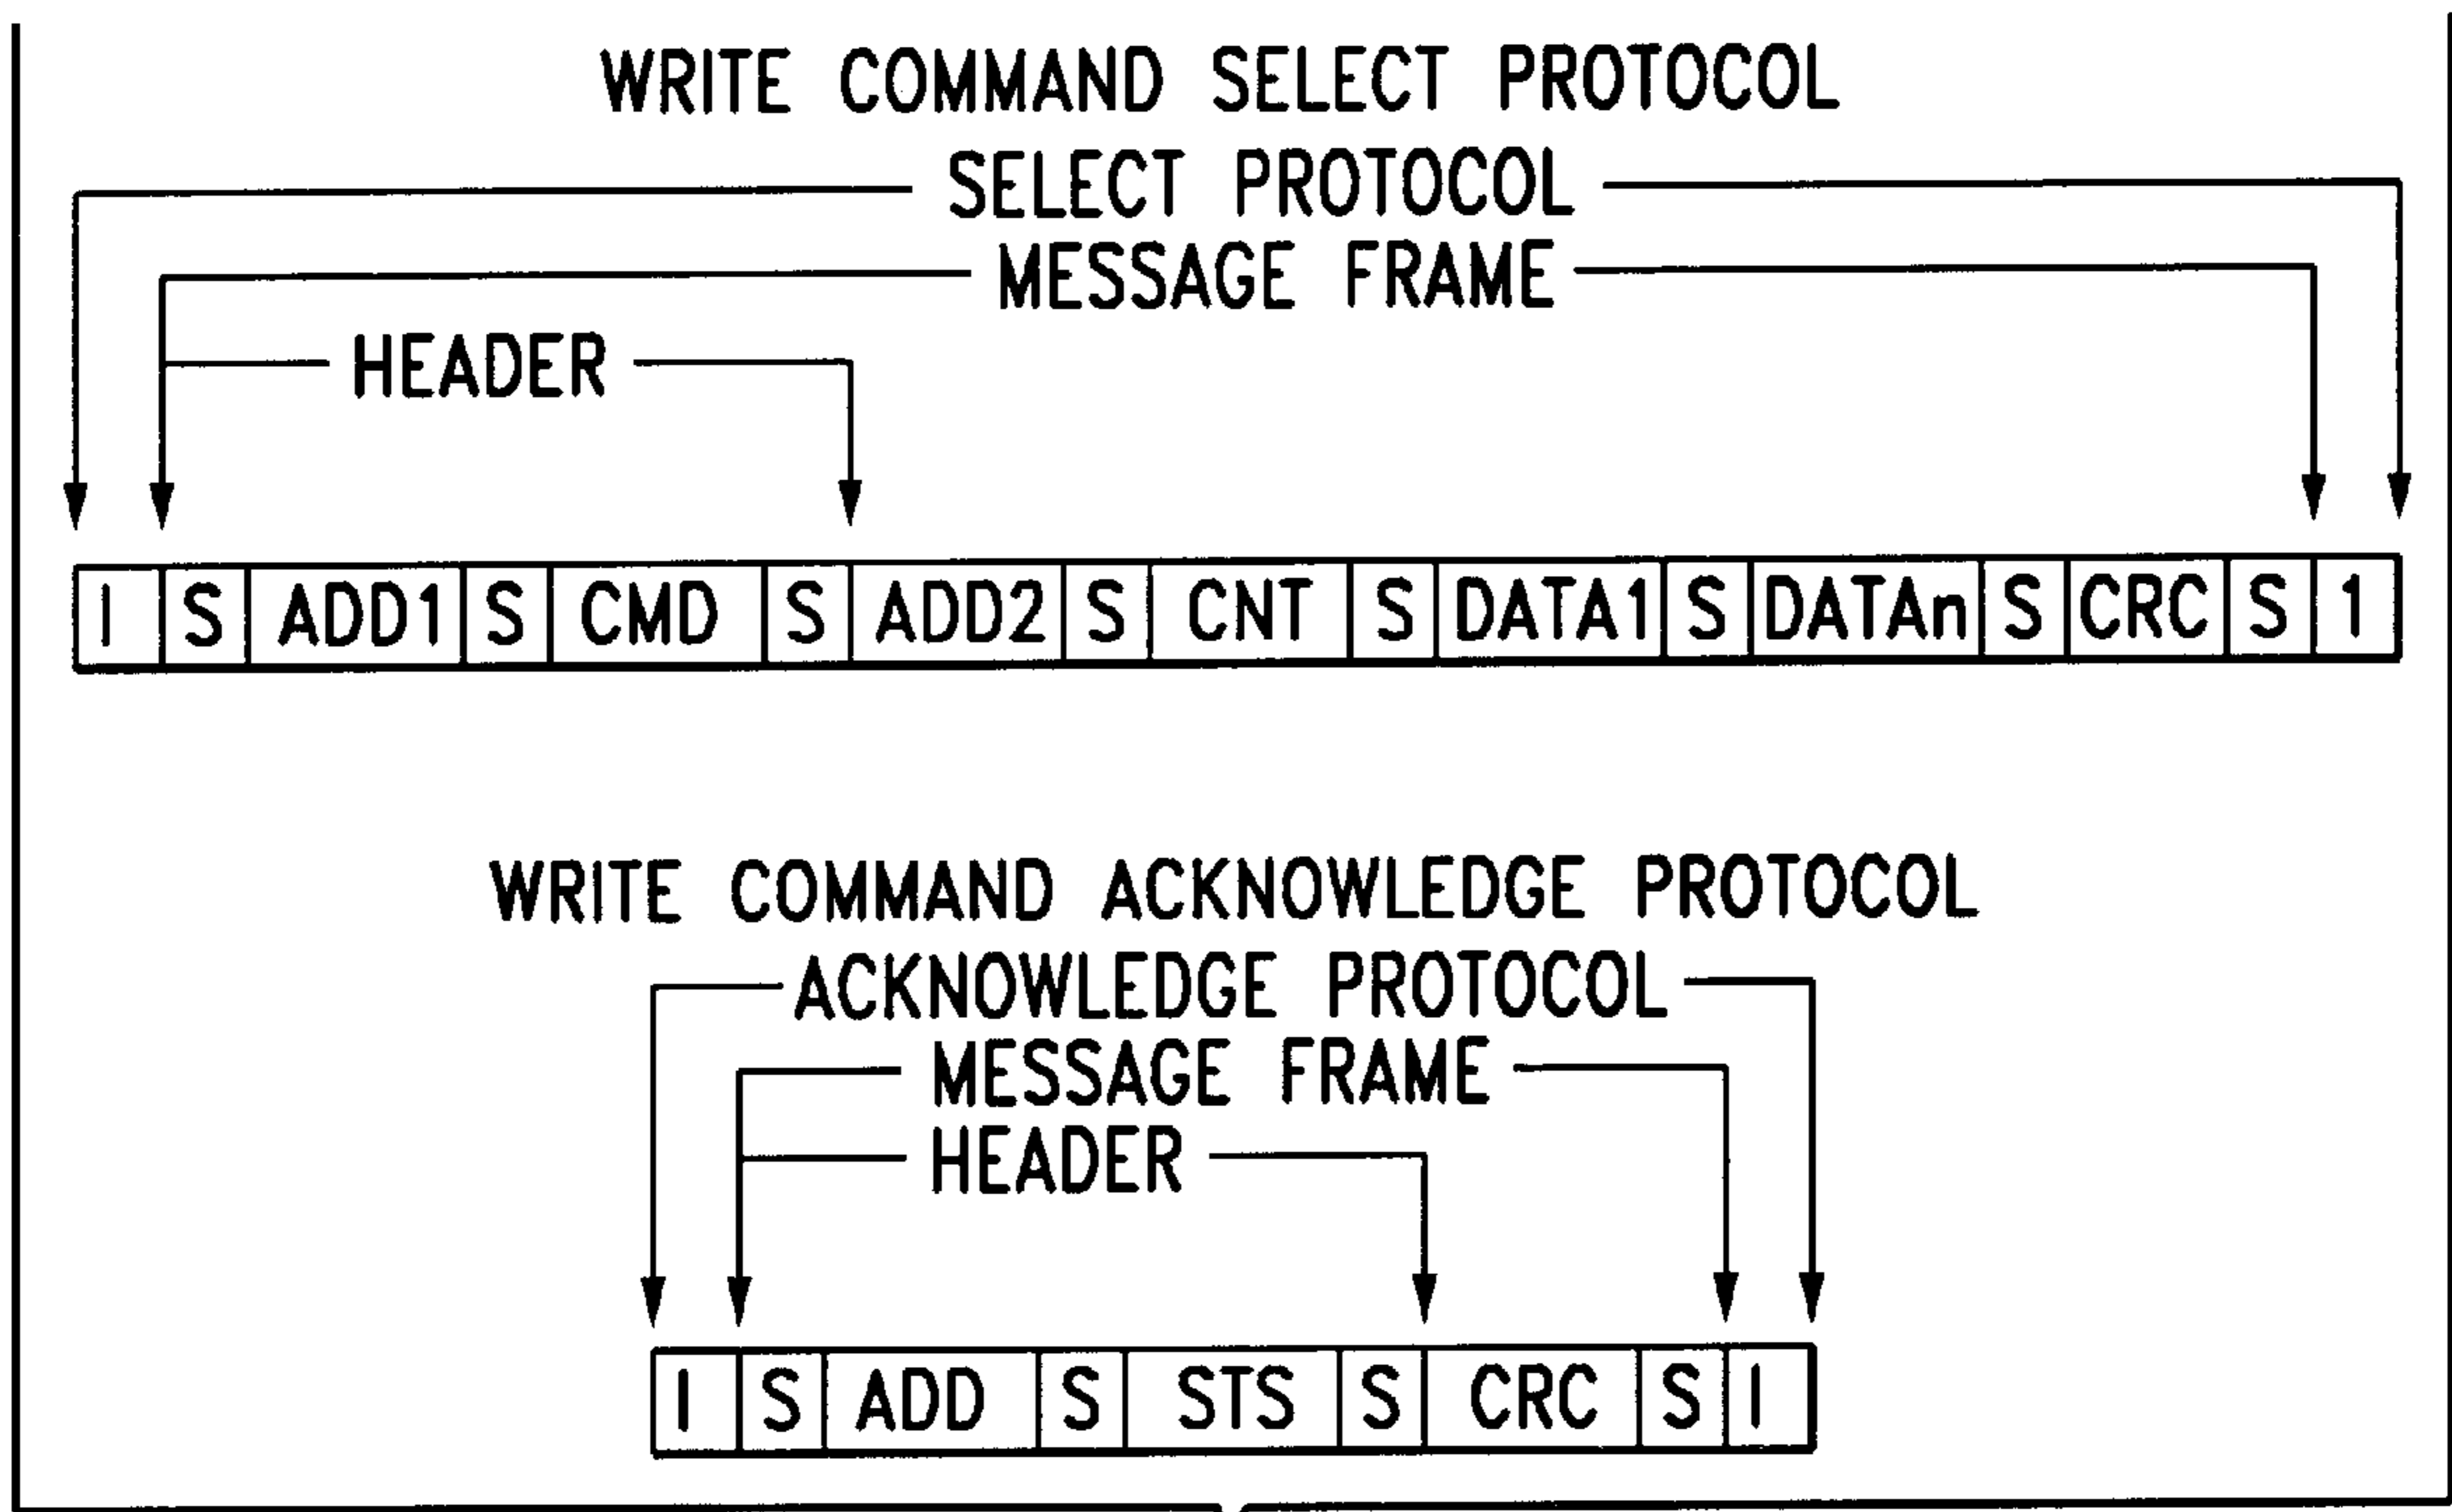 WRITE COMMAND SELECT PROTOCOL
SELECT PROTOCOL
MESSAGE FRAME
HEADER
I S ADD1 S CMD S ADD2 S CNT S DATA1 S DATAn S CRC S 1
WRITE COMMAND ACKNOWLEDGE PROTOCOL
ACKNOWLEDGE PROTOCOL
MESSAGE FRAME
HEADER
I S ADD S STS S CRC S I